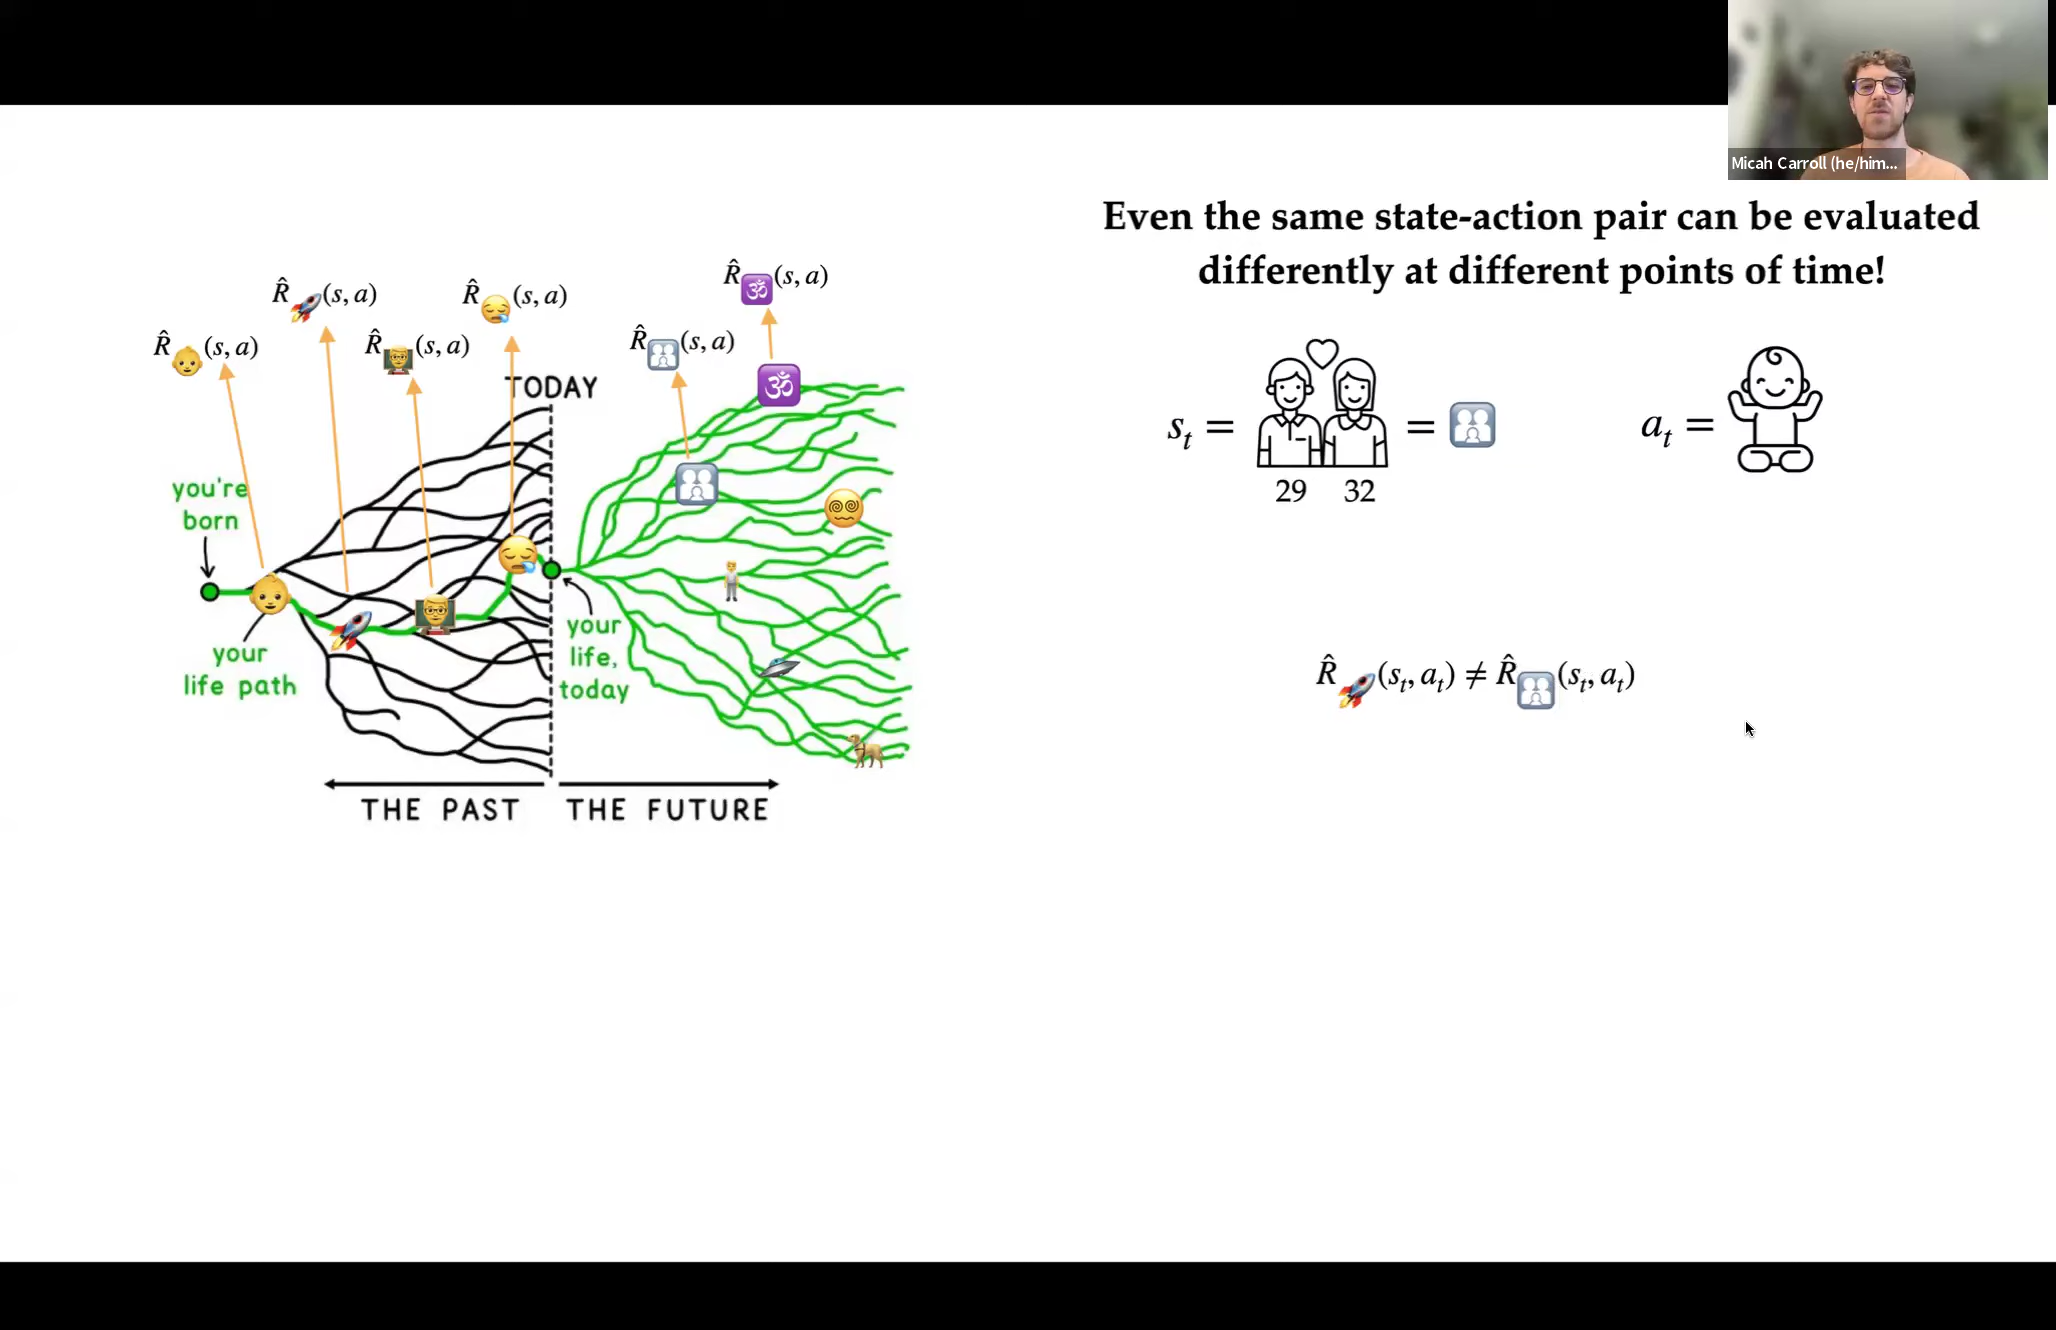 Micah Carroll (he/him...
Even the same state-action pair can be evaluated
differently at different points of time!
R̂👶(s, a)
R̂🚀(s, a)
R̂👨‍🏫(s, a)
R̂😪(s, a)
R̂👪(s, a)
R̂🕉(s, a)
TODAY
you're
born
your
life path
your
life,
today
THE PAST
THE FUTURE
sₜ = = 👪
29 32
aₜ =
R̂🚀(sₜ, aₜ) ≠ R̂👪(sₜ, aₜ)